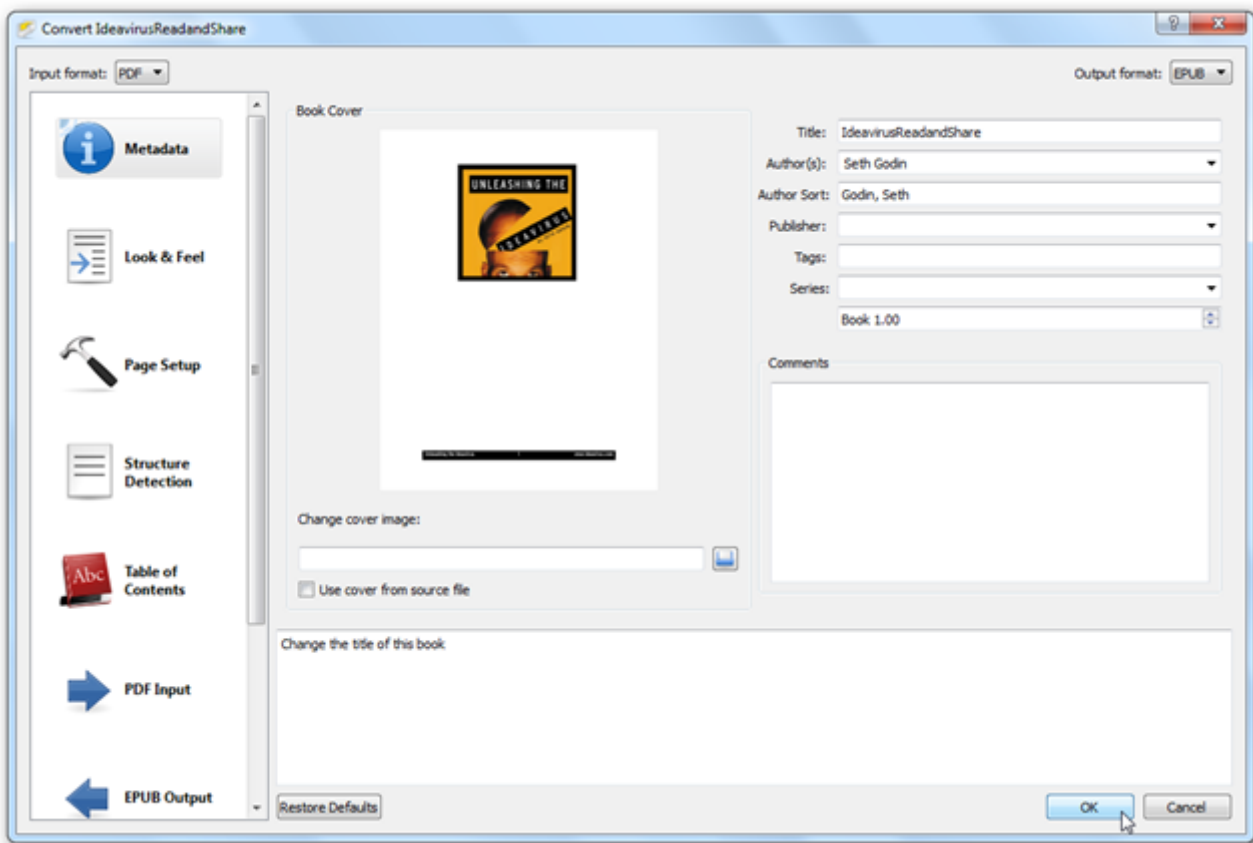 Convert IdeavirusReadandShare
Input format: PDF
Output format: EPUB
Metadata
Look & Feel
Page Setup
Structure
Detection
Table of
Contents
Abc
PDF Input
EPUB Output
Book Cover
UNLEASHING THE
IDEAVIRUS
Change cover image:
Use cover from source file
Title: IdeavirusReadandShare
Author(s): Seth Godin
Author Sort: Godin, Seth
Publisher:
Tags:
Series:
Book 1.00
Comments
Change the title of this book
Restore Defaults
OK
Cancel